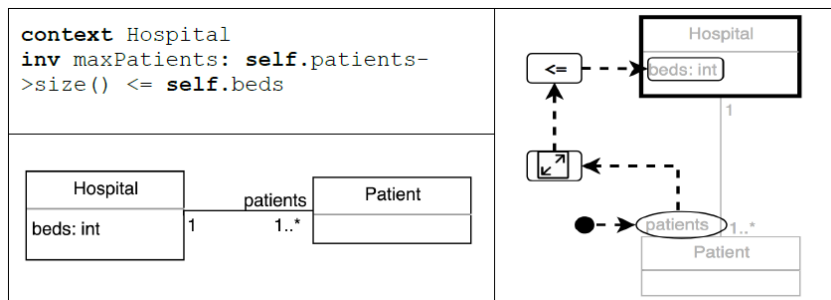 context Hospital
inv maxPatients: self.patients-
>size() <= self.beds
Hospital
beds: int
patients
1
1..*
Patient
Hospital
<=
beds: int
1
patients
1..*
Patient